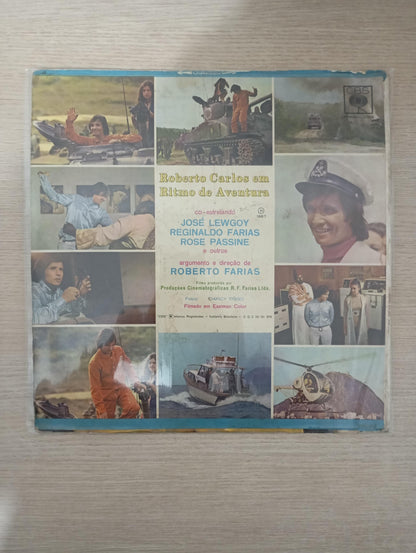 CBS
Roberto Carlos em
Ritmo de Aventura
co-estrelando
JOSÉ LEWGOY
REGINALDO FARIAS
ROSE PASSINE
e outros
argumento e direção de
ROBERTO FARIAS
Filme produzido por
Produções Cinematográficas R. F. Farias Ltda.
Filmado em Eastman Color